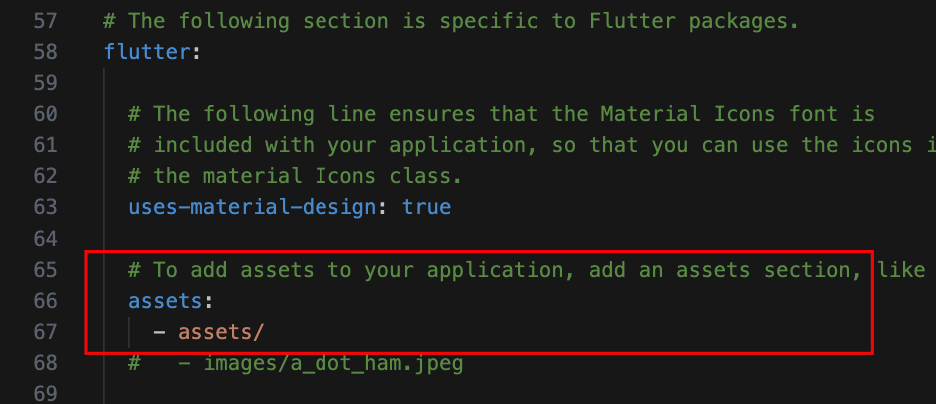 57 # The following section is specific to Flutter packages.
58 flutter:
59
60 # The following line ensures that the Material Icons font is
61 # included with your application, so that you can use the icons i
62 # the material Icons class.
63 uses-material-design: true
64
65 # To add assets to your application, add an assets section, like
66 assets:
67 - assets/
68 # - images/a_dot_ham.jpeg
69